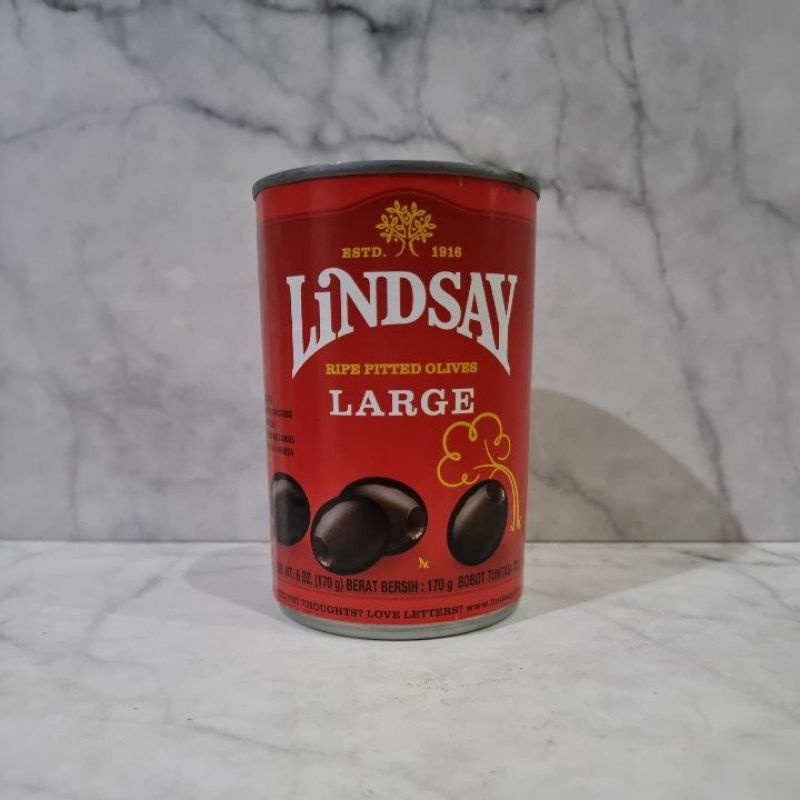 ESTD. 1916
LiNDSAY
RIPE PITTED OLIVES
LARGE
WT. 6 OZ. (170 g) BERAT BERSIH : 170 g BOBOT TUNTAS
THOUGHTS? LOVE LETTERS?